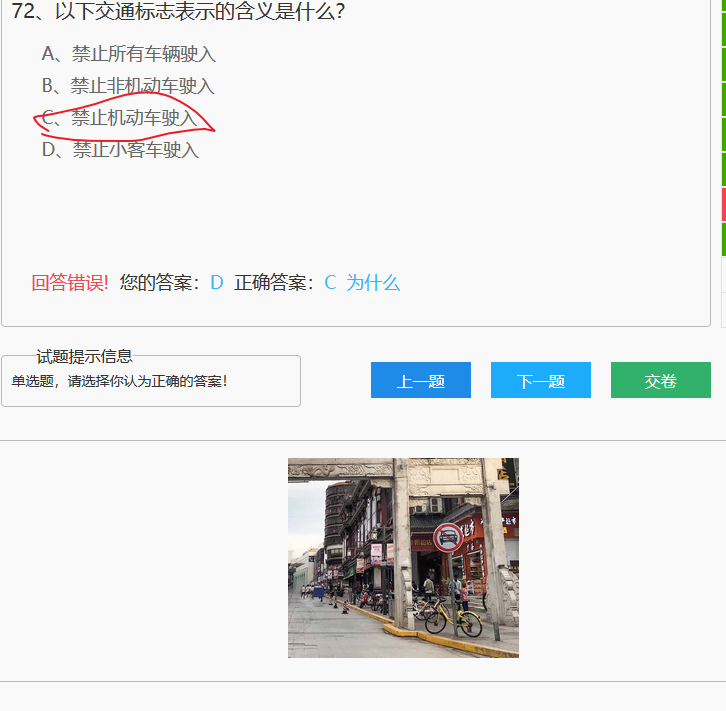 72、以下交通标志表示的含义是什么?
A、禁止所有车辆驶入
B、禁止非机动车驶入
C、禁止机动车驶入
D、禁止小客车驶入
回答错误! 您的答案：D 正确答案：C 为什么
试题提示信息
单选题，请选择你认为正确的答案!
上一题 下一题 交卷